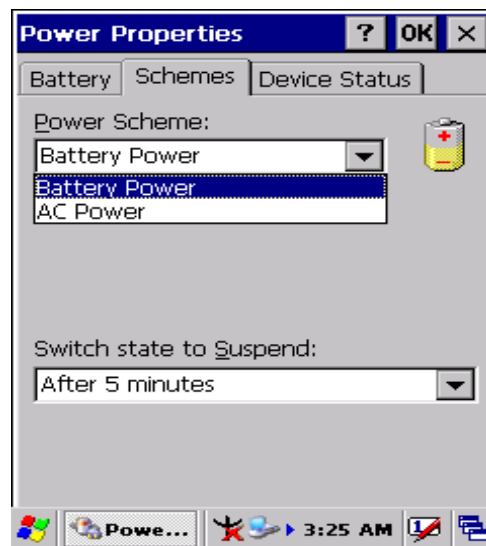 Power Properties ? OK ×
Battery Schemes Device Status
Power Scheme:
Battery Power
Battery Power
AC Power
Switch state to Suspend:
After 5 minutes
Powe... 3:25 AM